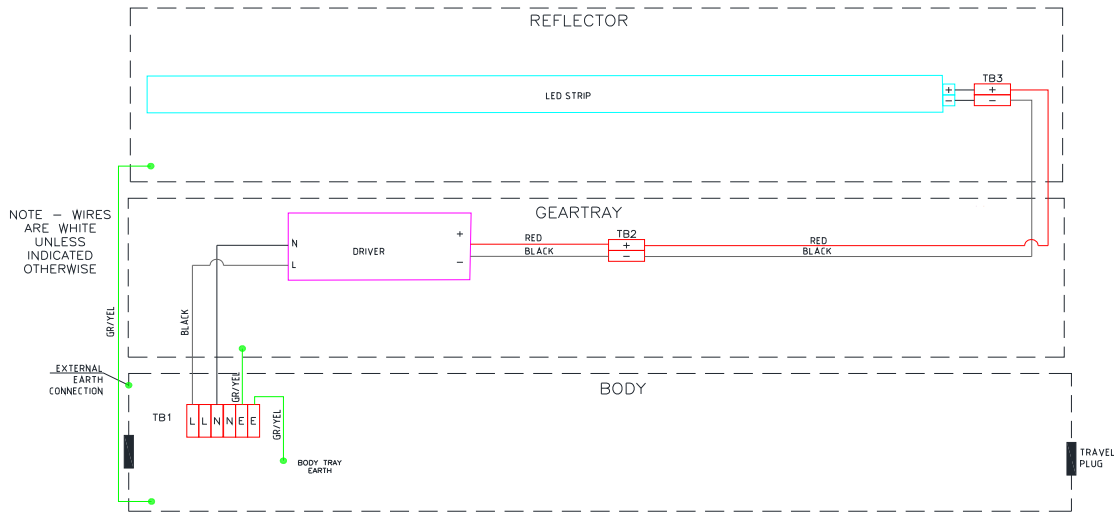 REFLECTOR
LED STRIP
+
−
TB3
+
−
NOTE – WIRES
ARE WHITE
UNLESS
INDICATED
OTHERWISE
GEARTRAY
N
L
DRIVER
+
−
RED
BLACK
TB2
+
−
RED
BLACK
GR/YEL
BLACK
GR/YEL
EXTERNAL
EARTH
CONNECTION
BODY
TB1
L L N N E E
GR/YEL
BODY TRAY
EARTH
TRAVEL
PLUG